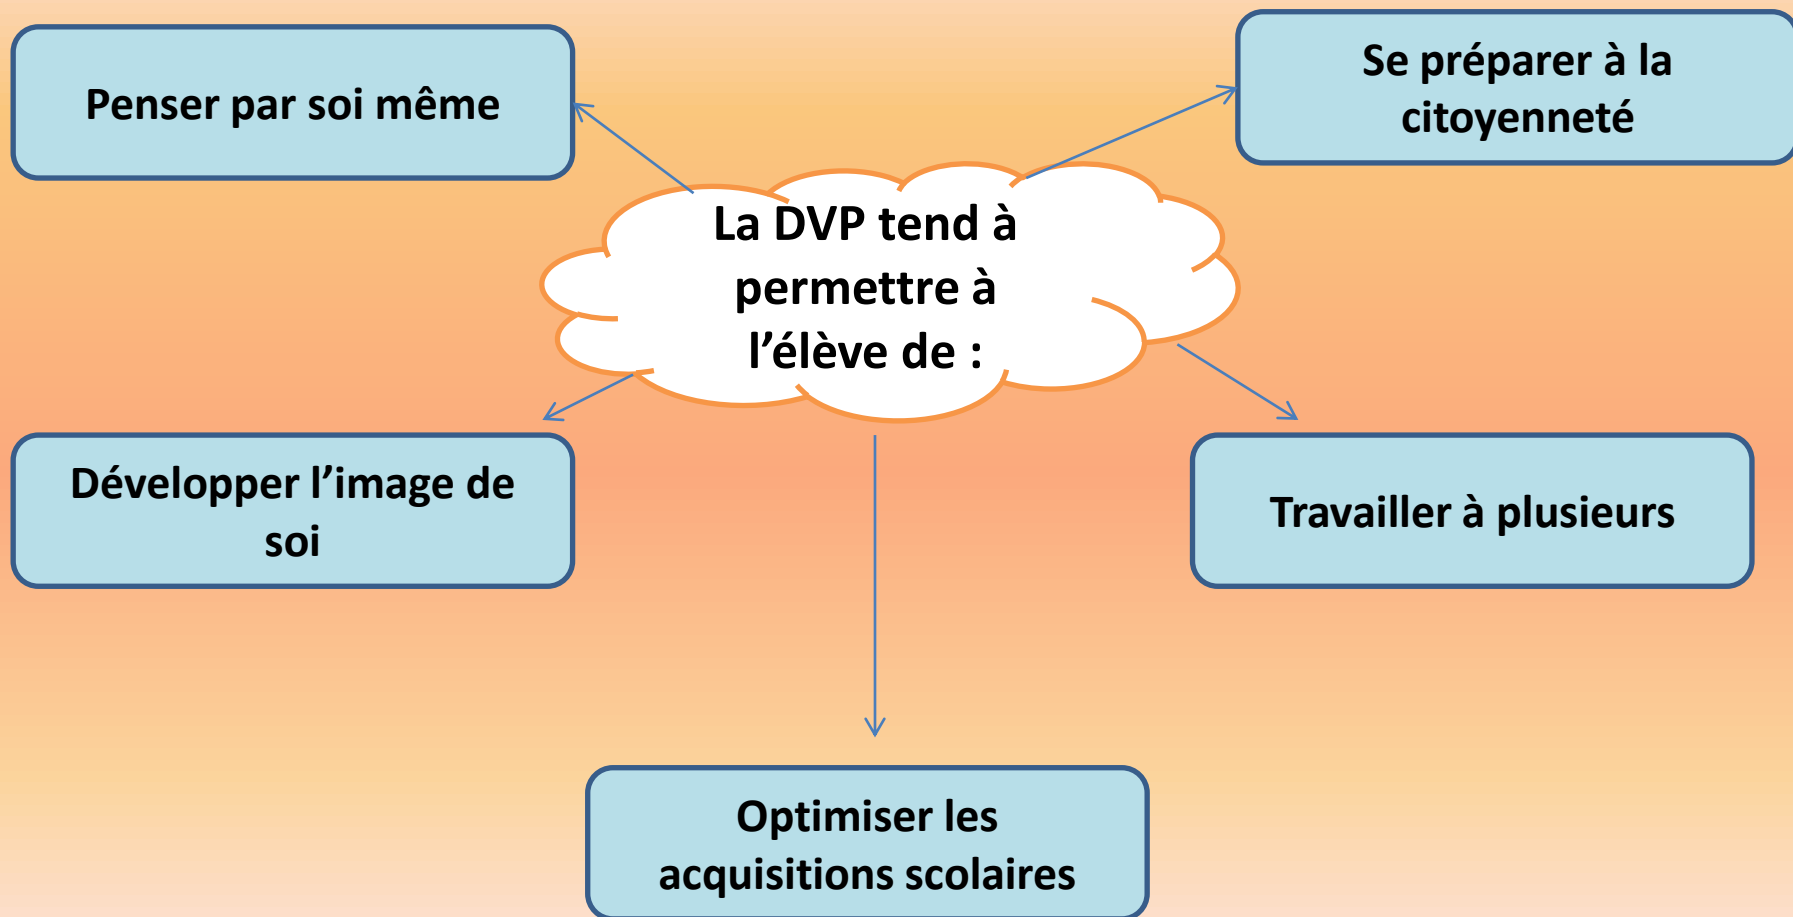 Penser par soi même
Se préparer à la
citoyenneté
La DVP tend à
permettre à
l’élève de :
Développer l’image de
soi
Travailler à plusieurs
Optimiser les
acquisitions scolaires